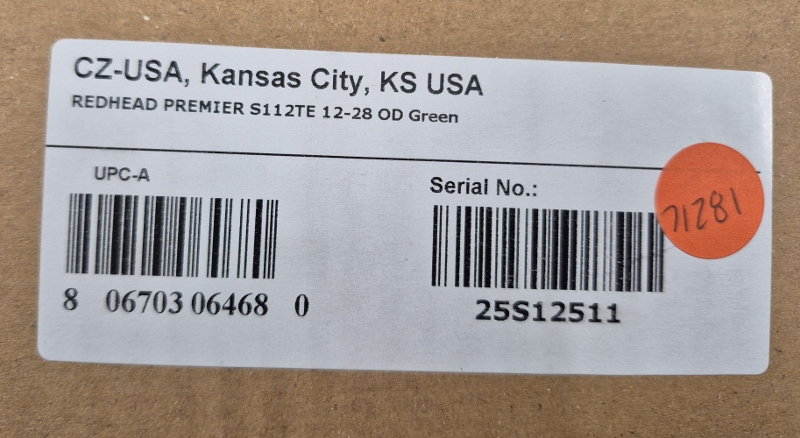 CZ-USA, Kansas City, KS USA
REDHEAD PREMIER S112TE 12-28 OD Green
UPC-A
8 06703 06468 0
Serial No.:
25S12511
71281